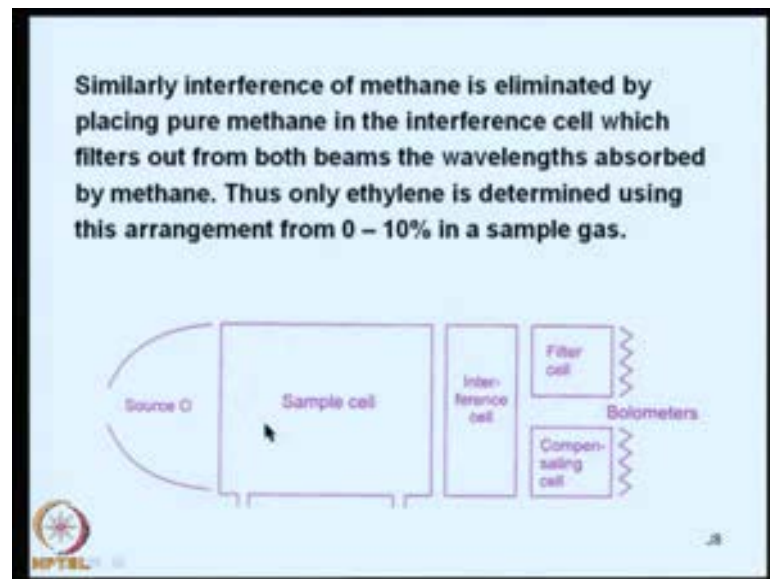 Similarly interference of methane is eliminated by
placing pure methane in the interference cell which
filters out from both beams the wavelengths absorbed
by methane. Thus only ethylene is determined using
this arrangement from 0 – 10% in a sample gas.
Source O
Sample cell
Inter-
ference
cell
Filter
cell
Bolometers
Compen-
sating
cell
NPTEL